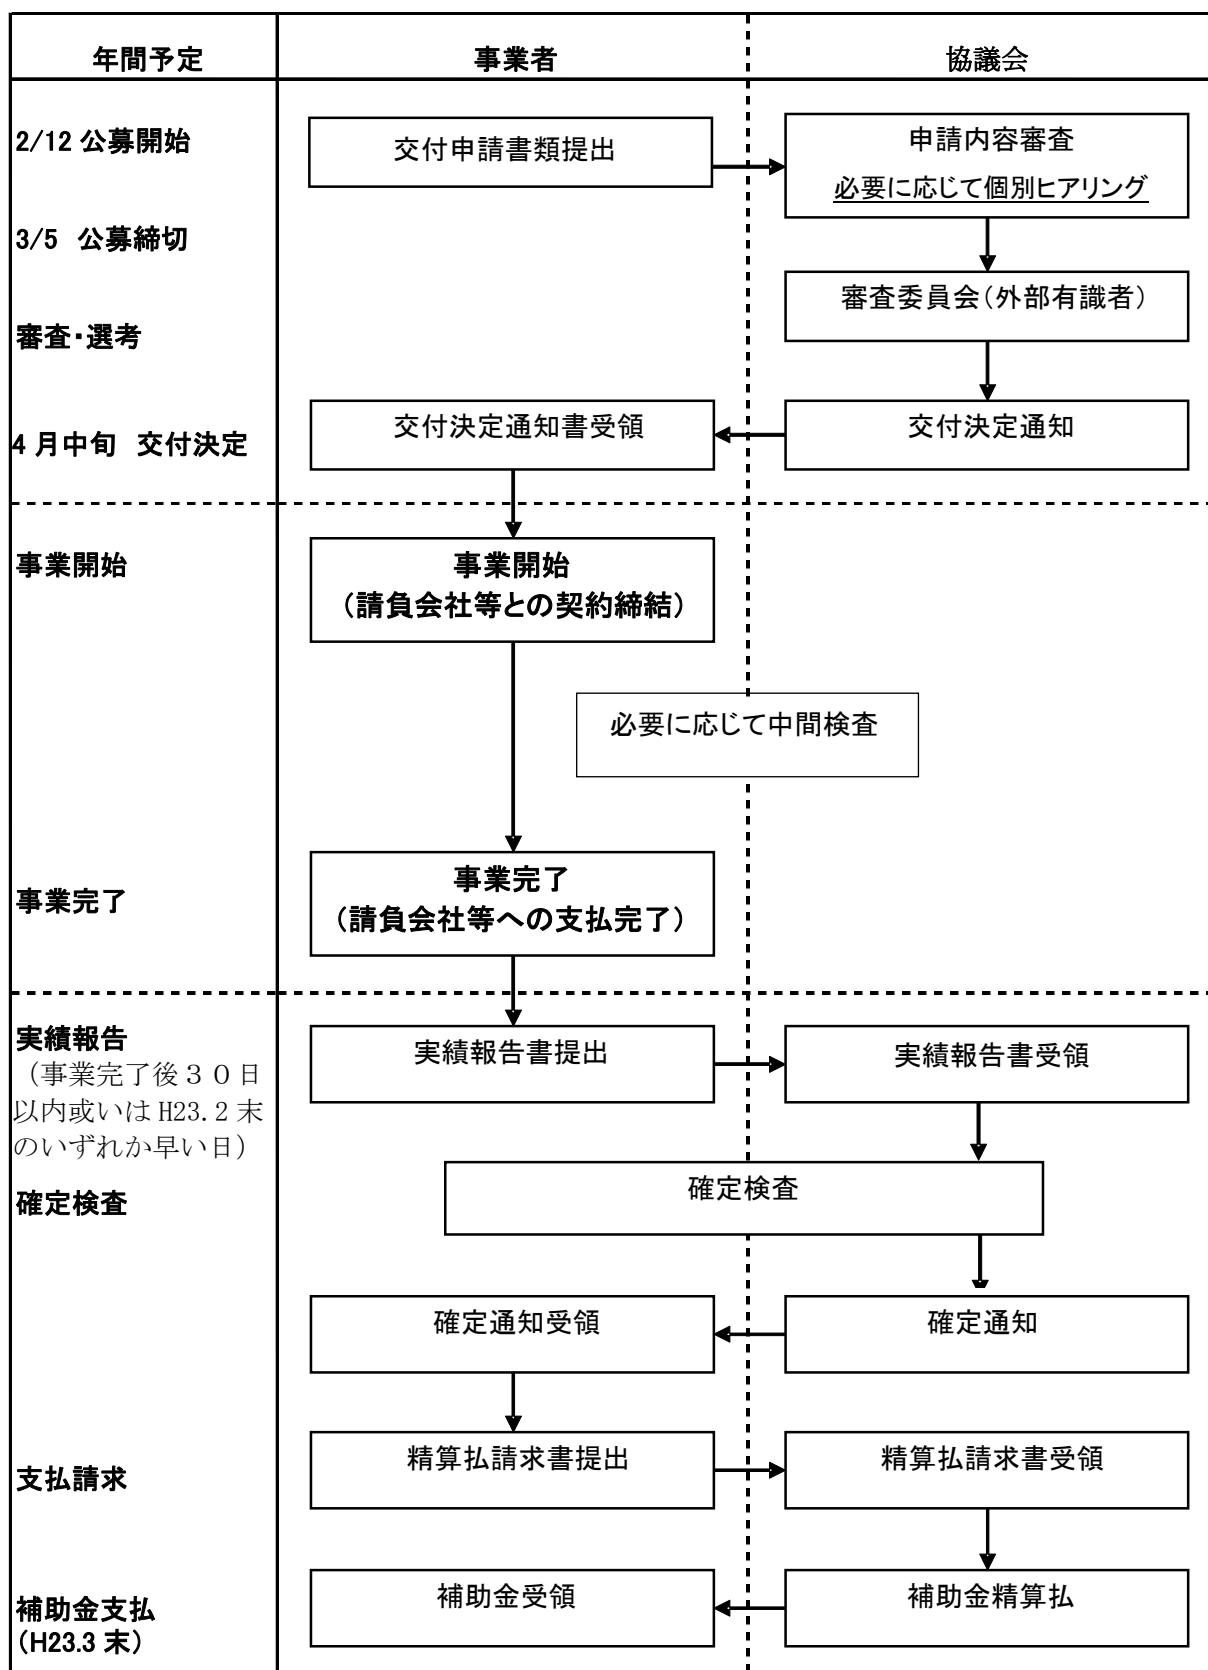 年間予定
事業者
協議会
2/12 公募開始
交付申請書類提出
申請内容審査
必要に応じて個別ヒアリング
3/5 公募締切
審査委員会（外部有識者）
審査・選考
交付決定通知書受領
交付決定通知
4月中旬 交付決定
事業開始
事業開始
（請負会社等との契約締結）
必要に応じて中間検査
事業完了
事業完了
（請負会社等への支払完了）
実績報告
（事業完了後３０日
以内或いは H23.2 末
のいずれか早い日）
実績報告書提出
実績報告書受領
確定検査
確定検査
確定通知受領
確定通知
支払請求
精算払請求書提出
精算払請求書受領
補助金支払
（H23.3 末）
補助金受領
補助金精算払